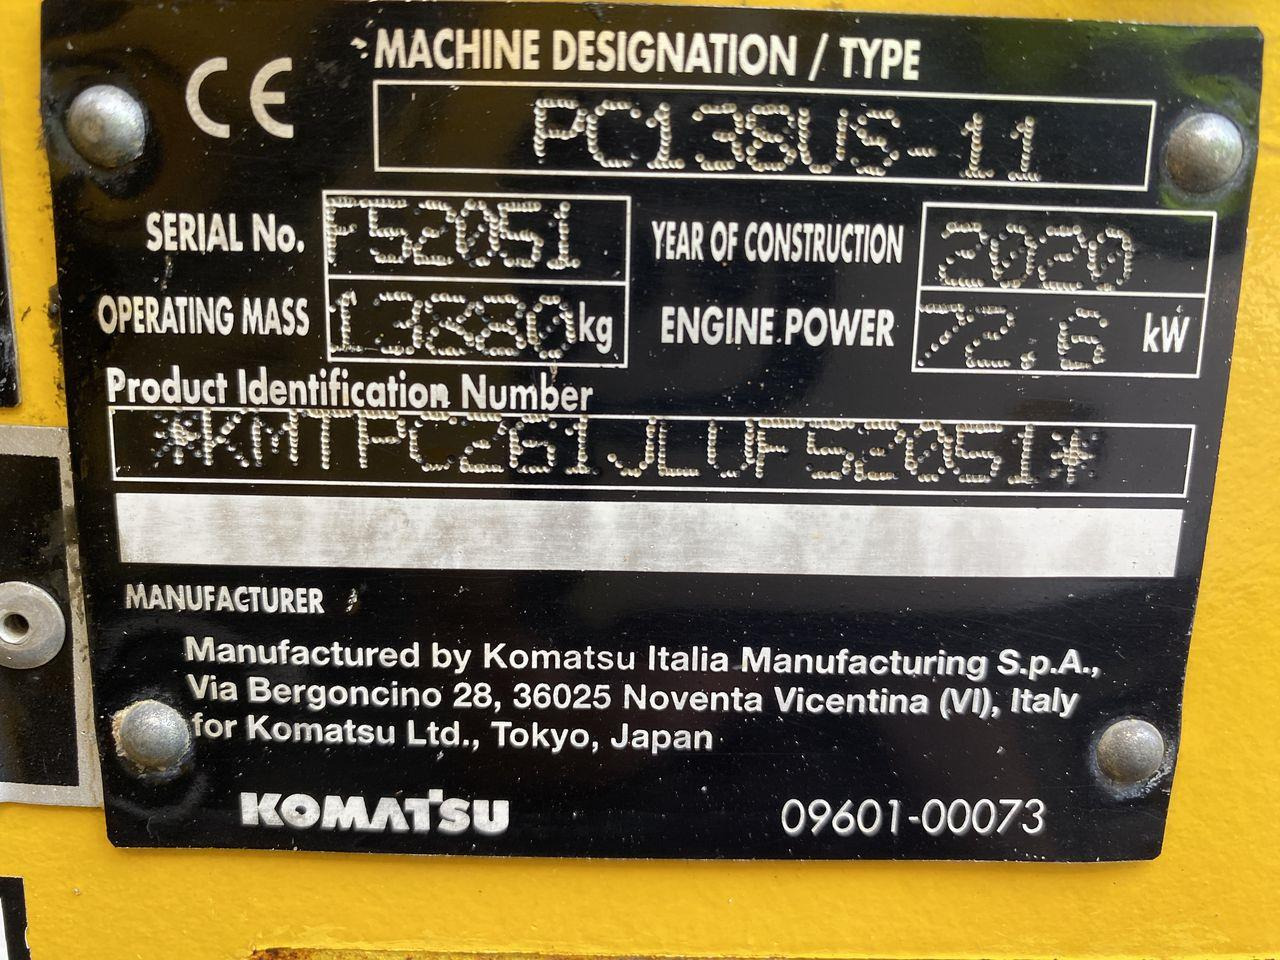 CE
MACHINE DESIGNATION / TYPE
PC138US-11
SERIAL No. F52051
YEAR OF CONSTRUCTION 2020
OPERATING MASS 13880 kg
ENGINE POWER 72.6 kW
Product Identification Number
*KMTPC261JLUF52051*
MANUFACTURER
Manufactured by Komatsu Italia Manufacturing S.p.A.,
Via Bergoncino 28, 36025 Noventa Vicentina (VI), Italy
for Komatsu Ltd., Tokyo, Japan
KOMATSU
09601-00073